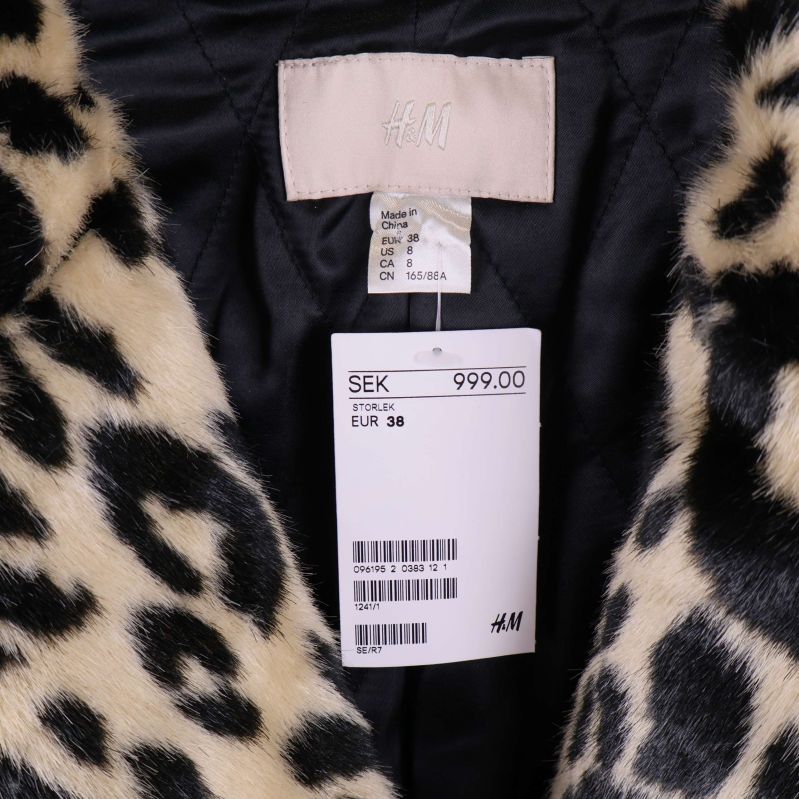 H&M
Made in
China
EUR 38
US 8
CA 8
CN 165/88A
SEK 999.00
STORLEK
EUR 38
096195 2 0383 12 1
1241/1
SE/R7
H&M